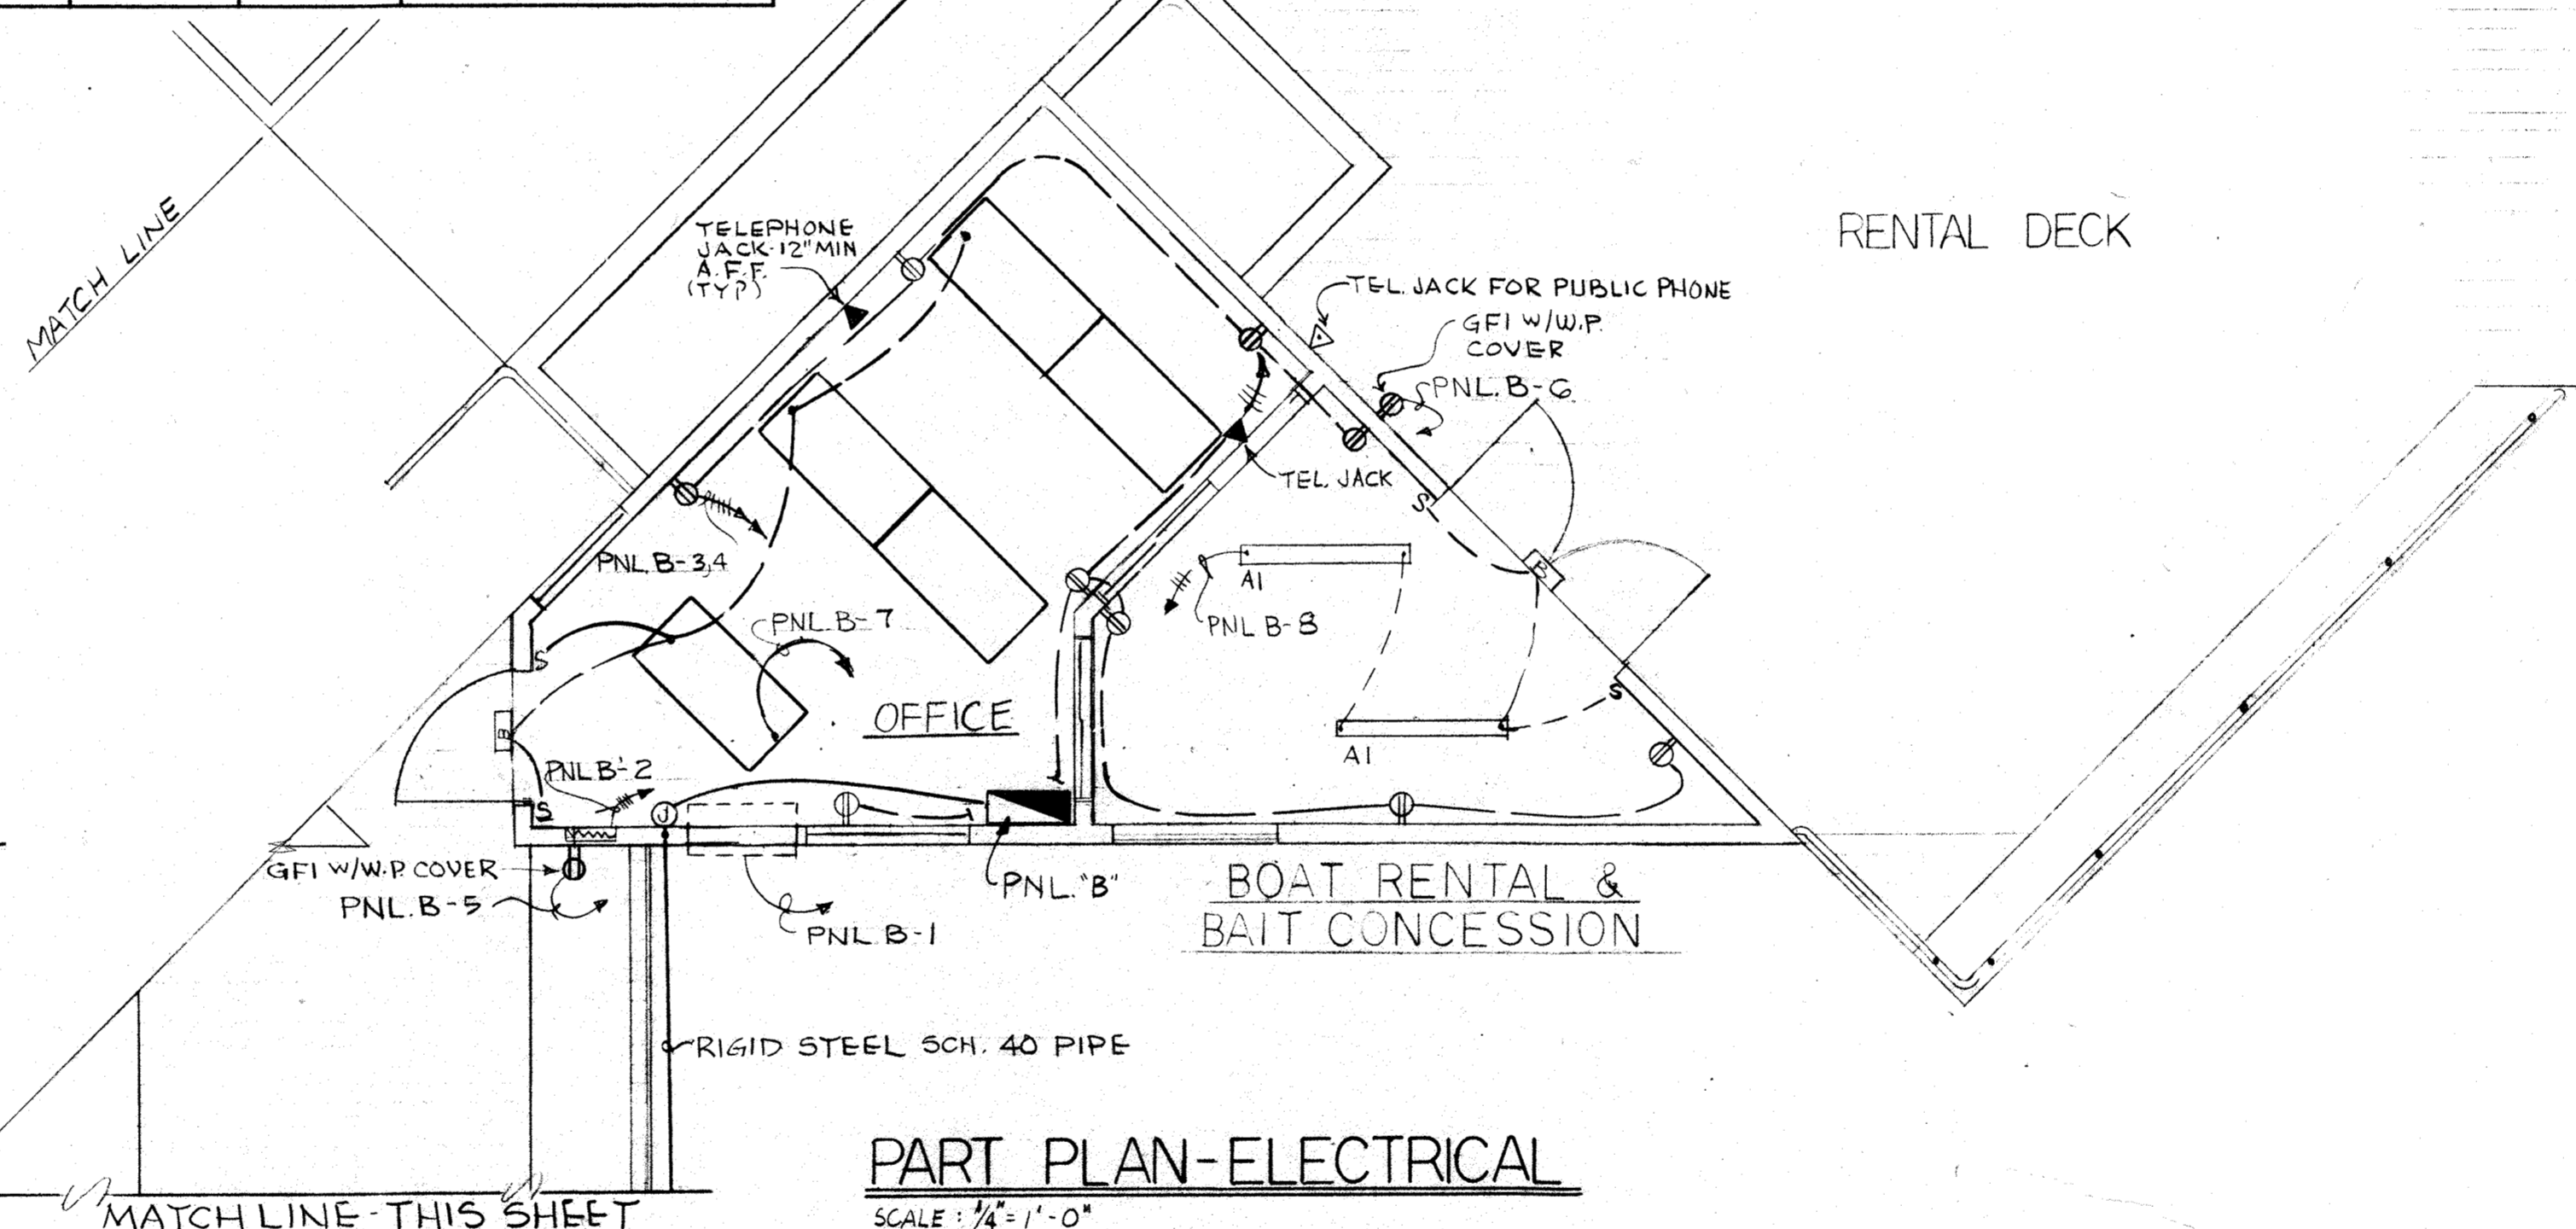 MATCH LINE
TELEPHONE
JACK-12" MIN
A.F.F.
(TYP)
RENTAL DECK
TEL. JACK FOR PUBLIC PHONE
GFI W/W.P.
COVER
PNL. B-6
TEL. JACK
S
PNL. B-3,4
A1
B
PNL B-8
PNL. B-7
S
S
OFFICE
B
A1
PNL B-2
S
J
GFI W/W.P. COVER
PNL. B-5
PNL. "B"
PNL. B-1
BOAT RENTAL &
BAIT CONCESSION
RIGID STEEL SCH. 40 PIPE
PART PLAN-ELECTRICAL
SCALE: 1/4" = 1'-0"
MATCH LINE-THIS SHEET